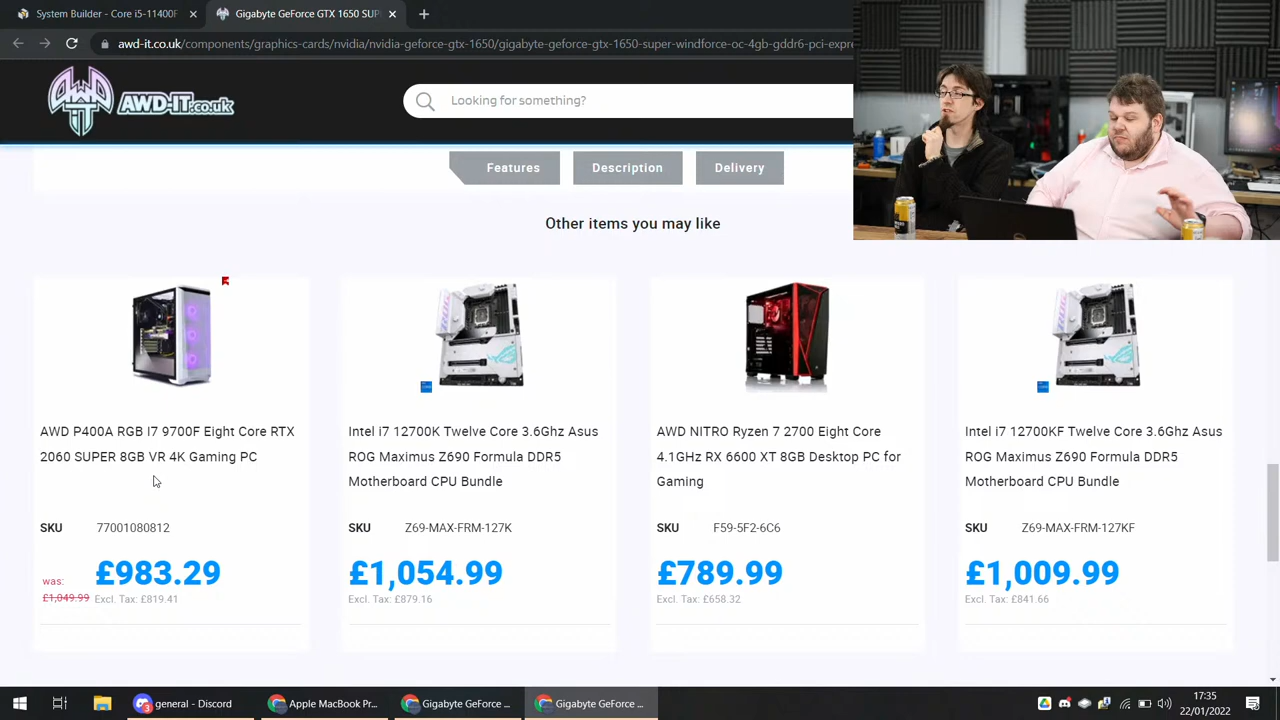 System Builder - Core i5-11400F
Gigabyte GeForce GTX 1650 SUP
awd-it.co.uk/components/graphics-cards/nvidia/nvidia-geforce-gtx-1650/gigabyte-geforce-gtx-1650-super-windforce-oc-4gb-gddr6-pci-expre
AWD-IT.co.uk
Looking for something?
Features
Description
Delivery
Other items you may like
AWD P400A RGB I7 9700F Eight Core RTX
2060 SUPER 8GB VR 4K Gaming PC
SKU 77001080812
was: £1,049.99
£983.29
Excl. Tax: £819.41
Intel i7 12700K Twelve Core 3.6Ghz Asus
ROG Maximus Z690 Formula DDR5
Motherboard CPU Bundle
SKU Z69-MAX-FRM-127K
£1,054.99
Excl. Tax: £879.16
AWD NITRO Ryzen 7 2700 Eight Core
4.1GHz RX 6600 XT 8GB Desktop PC for
Gaming
SKU F59-5F2-6C6
£789.99
Excl. Tax: £658.32
Intel i7 12700KF Twelve Core 3.6Ghz Asus
ROG Maximus Z690 Formula DDR5
Motherboard CPU Bundle
SKU Z69-MAX-FRM-127KF
£1,009.99
Excl. Tax: £841.66
3
general - Discord
Apple MacBook P...
Gigabyte GeForce ...
Gigabyte GeForce ...
17:35
22/01/2022